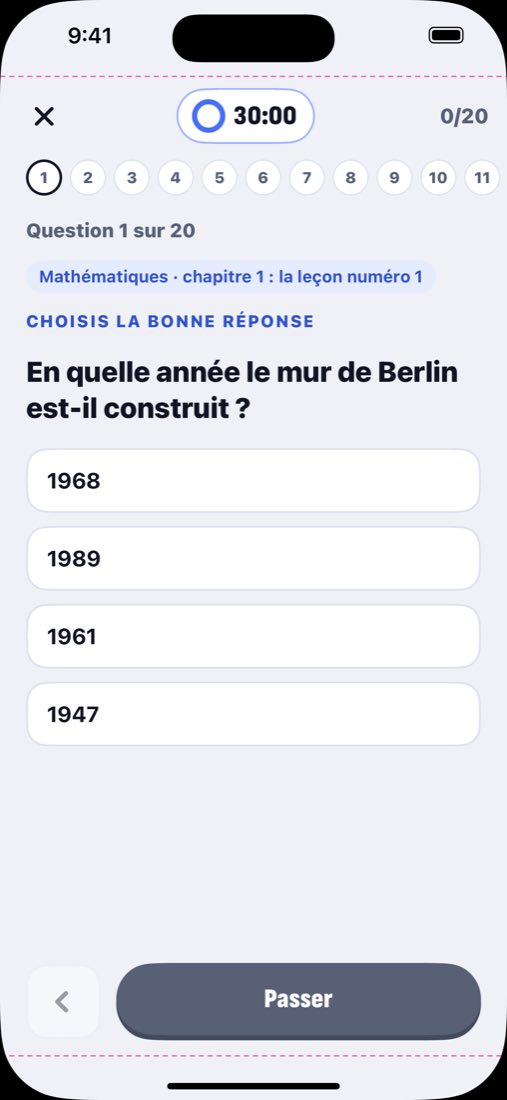 9:41
30:00
0/20
1 2 3 4 5 6 7 8 9 10 11
Question 1 sur 20
Mathématiques · chapitre 1 : la leçon numéro 1
CHOISIS LA BONNE RÉPONSE
En quelle année le mur de Berlin
est-il construit ?
1968
1989
1961
1947
Passer